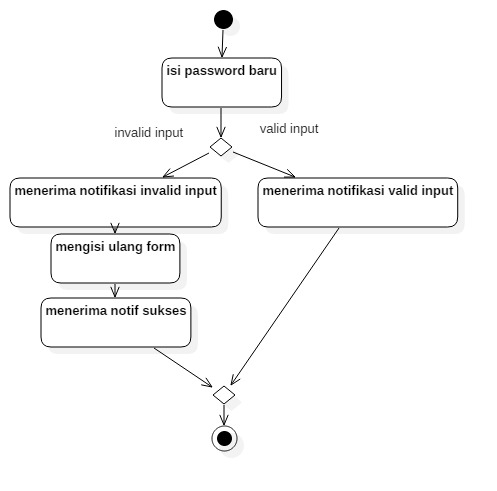 isi password baru
invalid input
valid input
menerima notifikasi invalid input
menerima notifikasi valid input
mengisi ulang form
menerima notif sukses